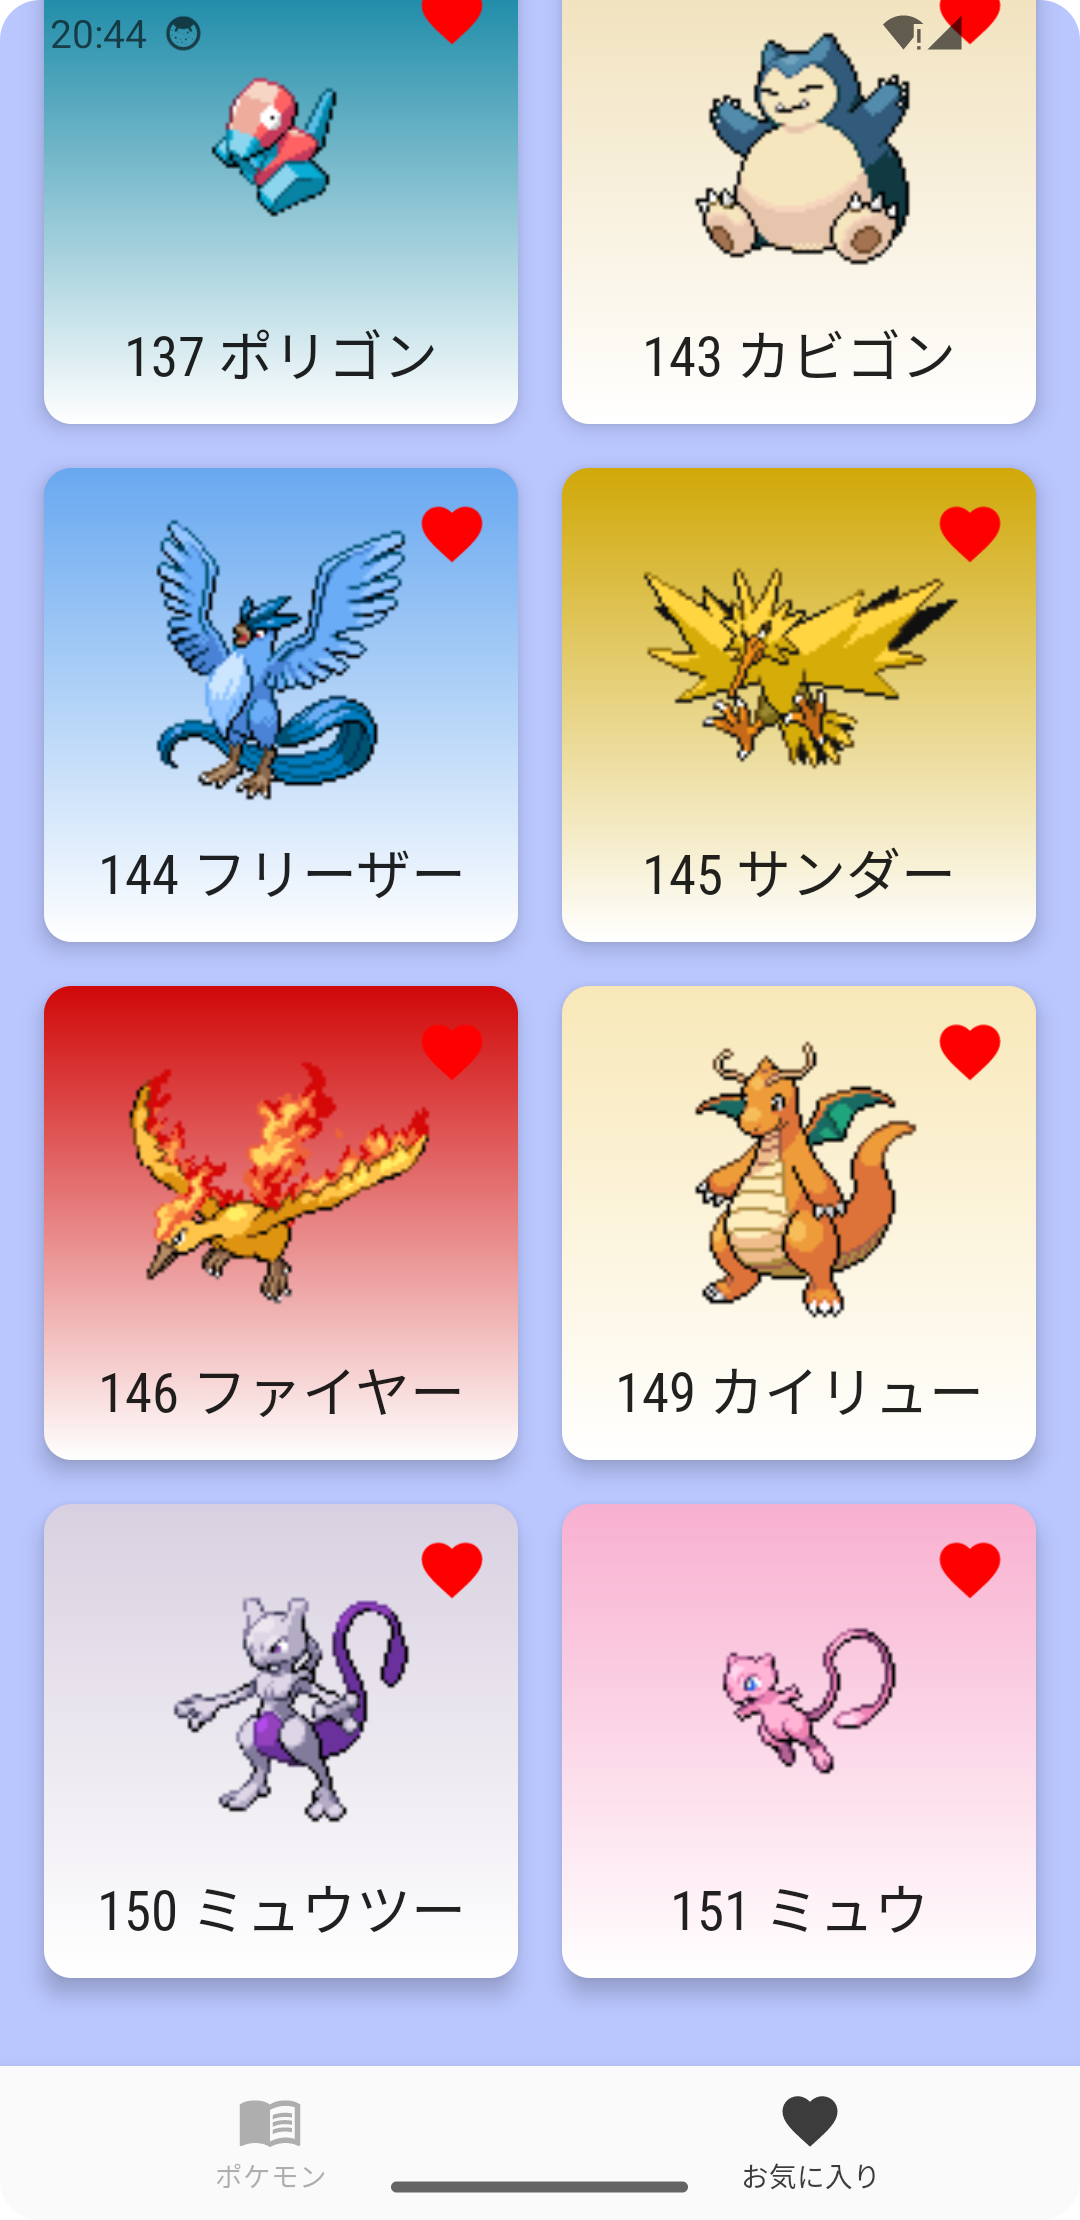 20:44
137 ポリゴン
143 カビゴン
144 フリーザー
145 サンダー
146 ファイヤー
149 カイリュー
150 ミュウツー
151 ミュウ
ポケモン
お気に入り